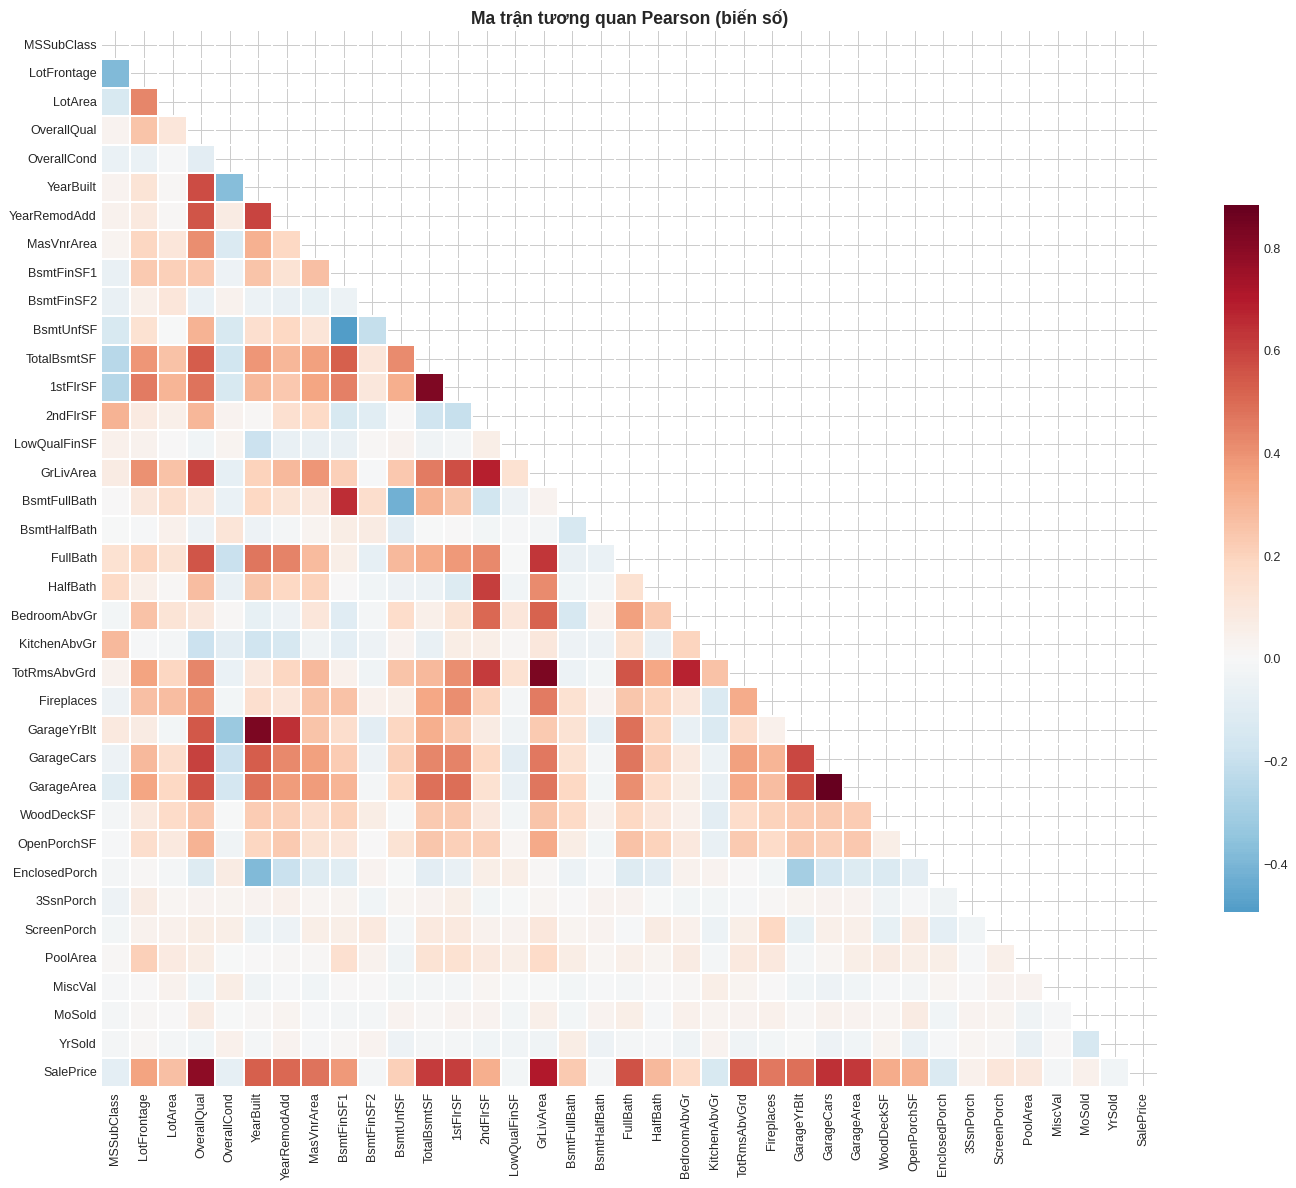 Ma trận tương quan Pearson (biến số)
MSSubClass
LotFrontage
LotArea
OverallQual
OverallCond
YearBuilt
YearRemodAdd
MasVnrArea
BsmtFinSF1
BsmtFinSF2
BsmtUnfSF
TotalBsmtSF
1stFlrSF
2ndFlrSF
LowQualFinSF
GrLivArea
BsmtFullBath
BsmtHalfBath
FullBath
HalfBath
BedroomAbvGr
KitchenAbvGr
TotRmsAbvGrd
Fireplaces
GarageYrBlt
GarageCars
GarageArea
WoodDeckSF
OpenPorchSF
EnclosedPorch
3SsnPorch
ScreenPorch
PoolArea
MiscVal
MoSold
YrSold
SalePrice
MSSubClass
LotFrontage
LotArea
OverallQual
OverallCond
YearBuilt
YearRemodAdd
MasVnrArea
BsmtFinSF1
BsmtFinSF2
BsmtUnfSF
TotalBsmtSF
1stFlrSF
2ndFlrSF
LowQualFinSF
GrLivArea
BsmtFullBath
BsmtHalfBath
FullBath
HalfBath
BedroomAbvGr
KitchenAbvGr
TotRmsAbvGrd
Fireplaces
GarageYrBlt
GarageCars
GarageArea
WoodDeckSF
OpenPorchSF
EnclosedPorch
3SsnPorch
ScreenPorch
PoolArea
MiscVal
MoSold
YrSold
SalePrice
0.8
0.6
0.4
0.2
0.0
−0.2
−0.4